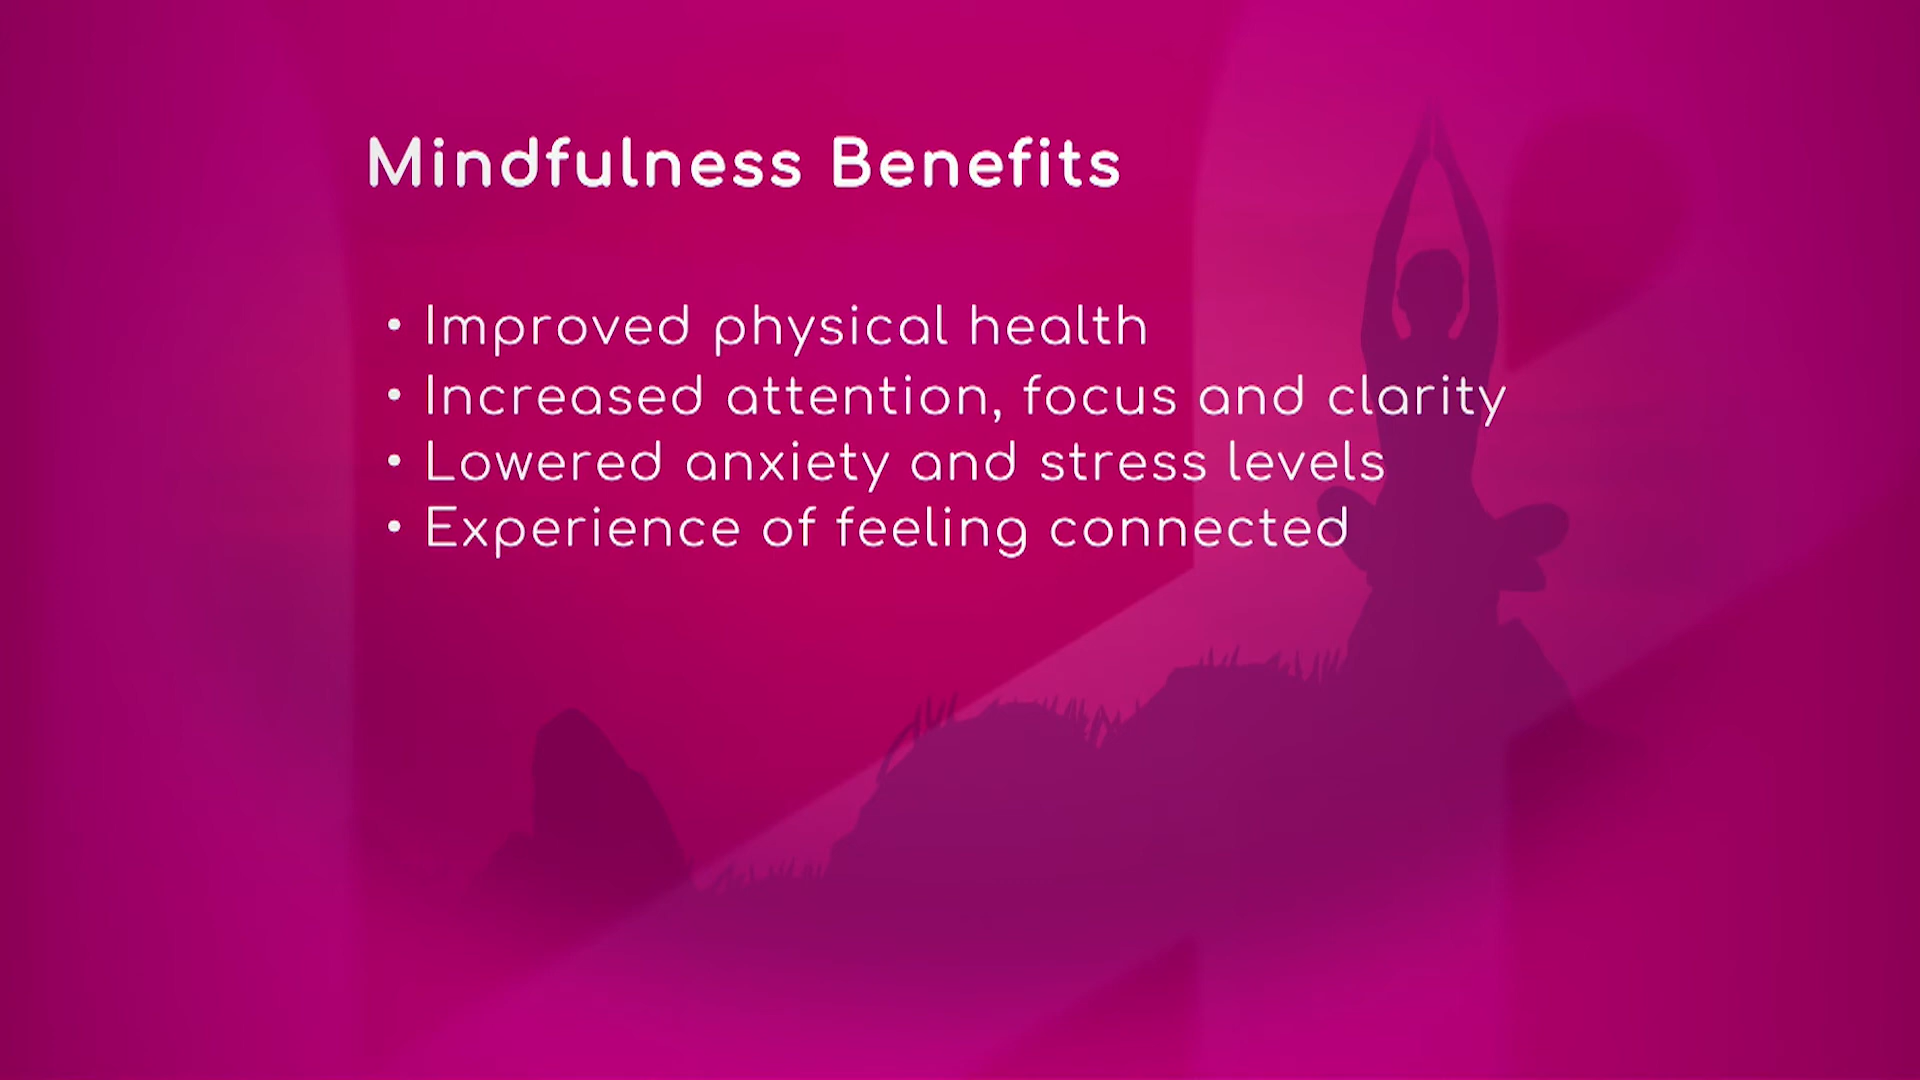 Mindfulness Benefits
• Improved physical health
• Increased attention, focus and clarity
• Lowered anxiety and stress levels
• Experience of feeling connected